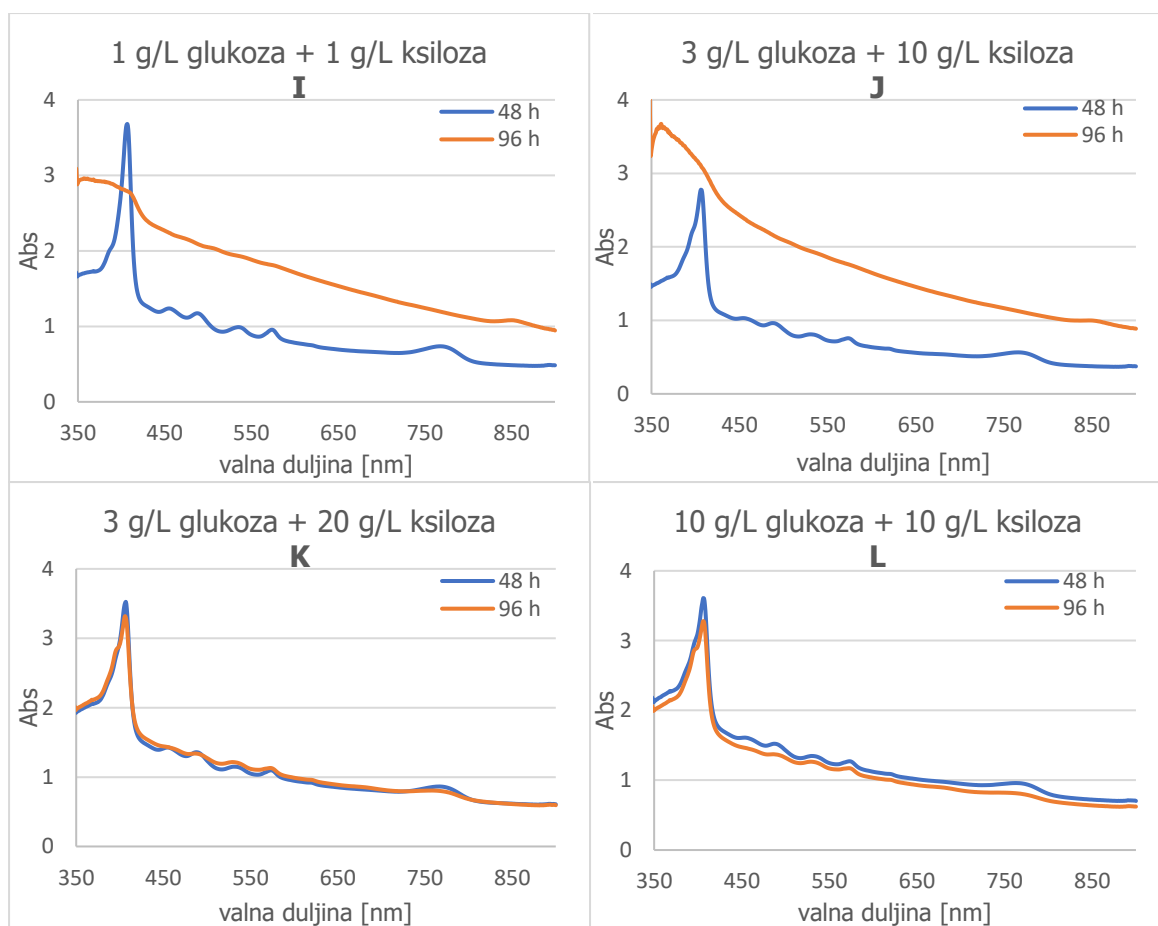 1 g/L glukoza + 1 g/L ksiloza
I
48 h
96 h
4
3
2
1
0
Abs
350 450 550 650 750 850
valna duljina [nm]
3 g/L glukoza + 10 g/L ksiloza
J
48 h
96 h
4
3
2
1
0
Abs
350 450 550 650 750 850
valna duljina [nm]
3 g/L glukoza + 20 g/L ksiloza
K
48 h
96 h
4
3
2
1
0
Abs
350 450 550 650 750 850
valna duljina [nm]
10 g/L glukoza + 10 g/L ksiloza
L
48 h
96 h
4
3
2
1
0
Abs
350 450 550 650 750 850
valna duljina [nm]